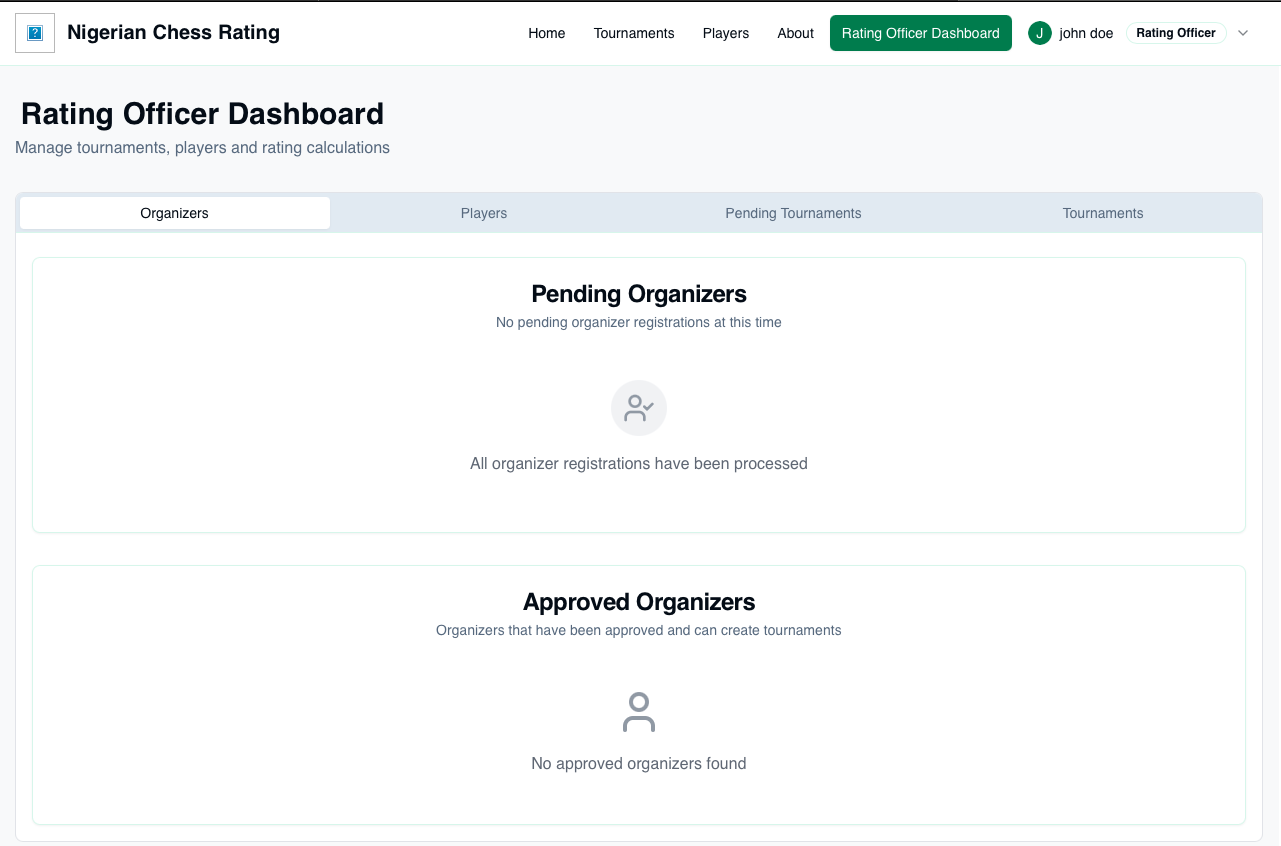 Nigerian Chess Rating
Home Tournaments Players About Rating Officer Dashboard J john doe Rating Officer
Rating Officer Dashboard
Manage tournaments, players and rating calculations
Organizers Players Pending Tournaments Tournaments
Pending Organizers
No pending organizer registrations at this time
All organizer registrations have been processed
Approved Organizers
Organizers that have been approved and can create tournaments
No approved organizers found